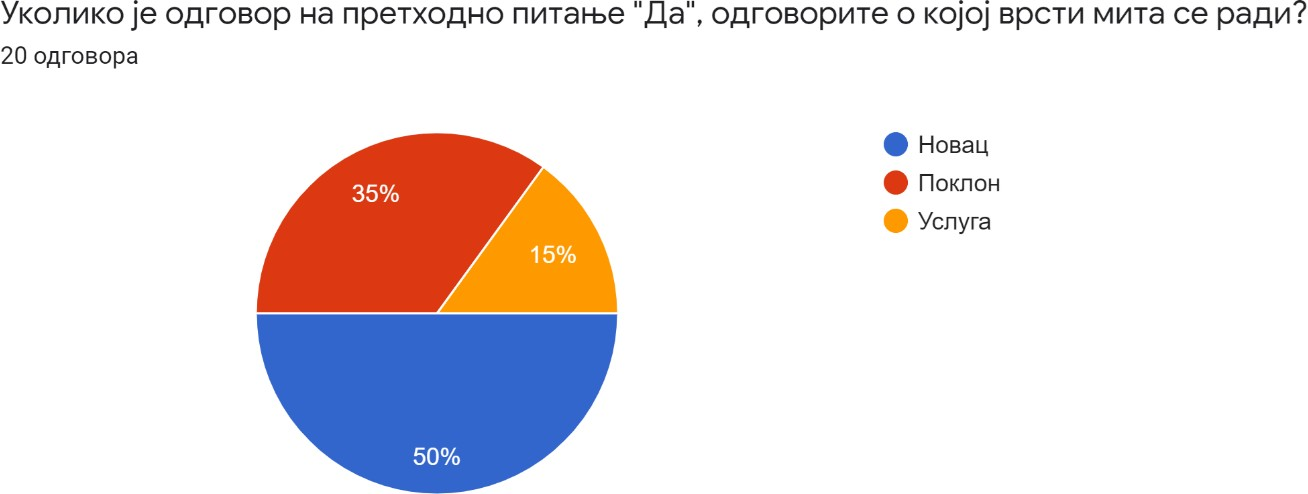 Уколико је одговор на претходно питање "Да", одговорите о којој врсти мита се ради?
20 одговора
35%
15%
50%
Новац
Поклон
Услуга